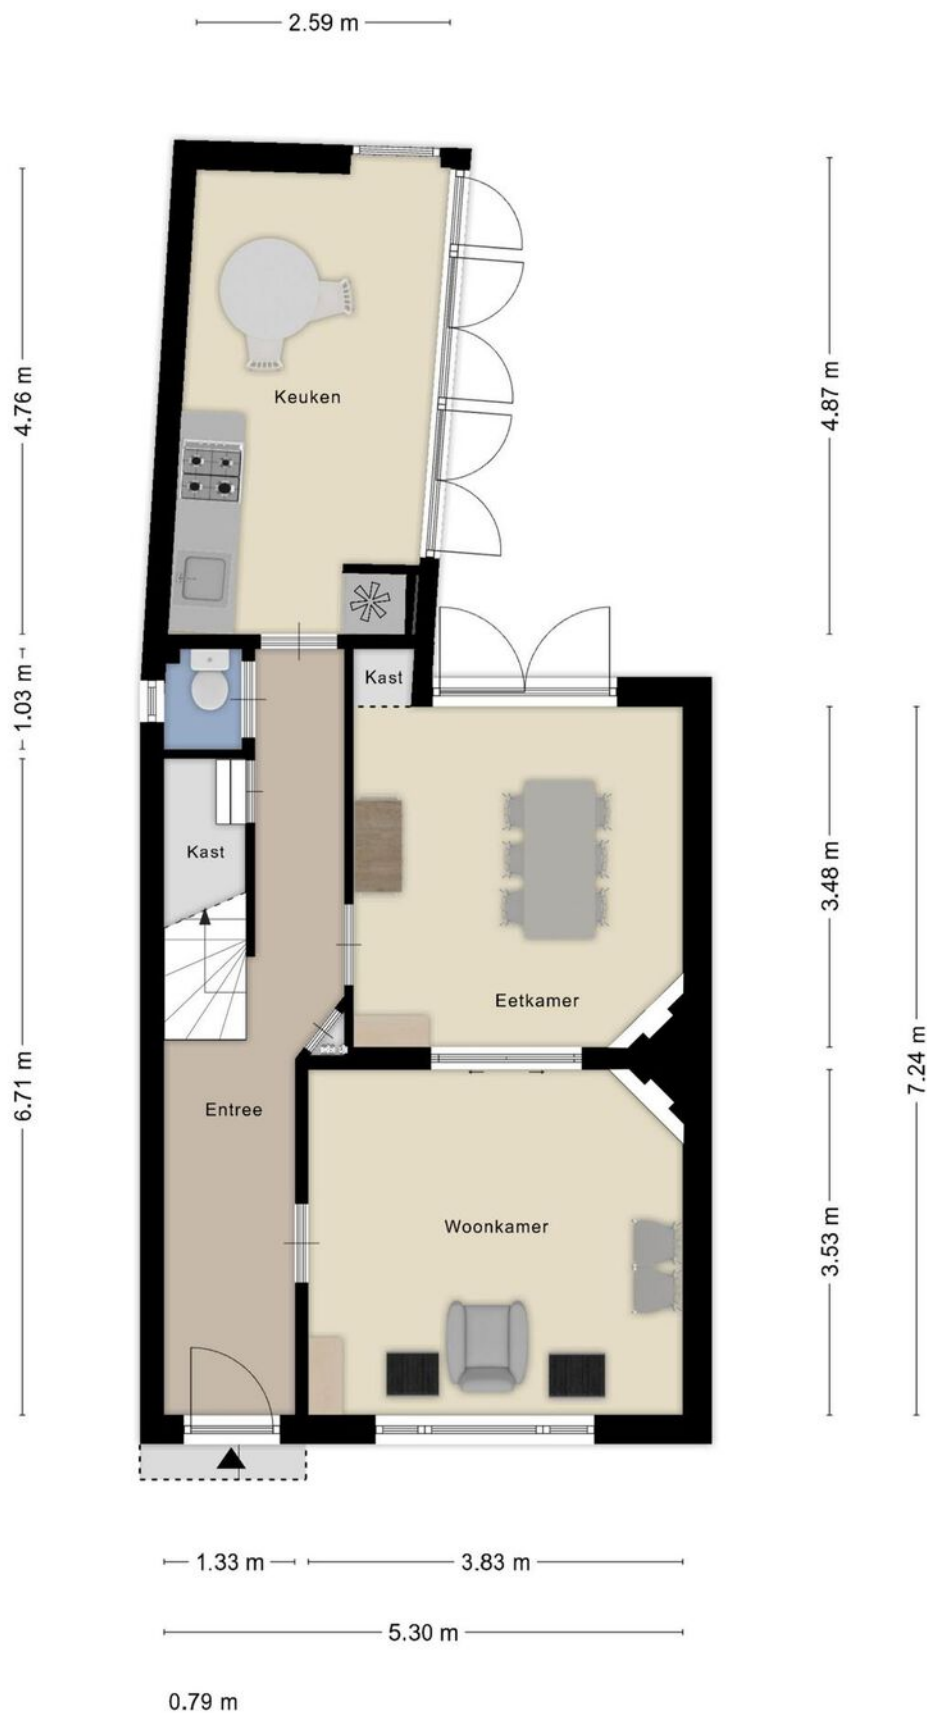 2.59 m
4.76 m
4.87 m
Keuken
1.03 m
Kast
Kast
3.48 m
Eetkamer
6.71 m
7.24 m
Entree
Woonkamer
3.53 m
1.33 m
3.83 m
5.30 m
0.79 m